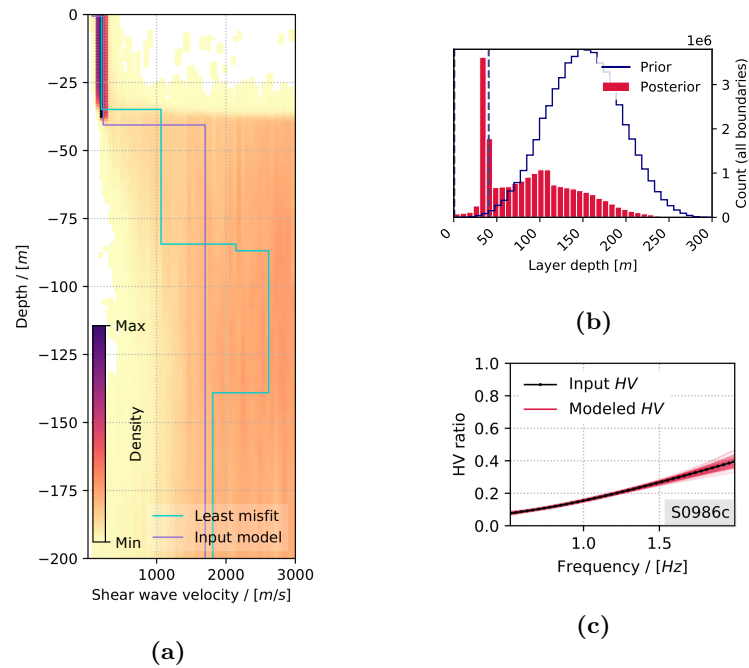 0
−25
−50
−75
−100
−125
−150
−175
−200
Depth / [m]
Max
Density
Min
Least misfit
Input model
1000
2000
3000
Shear wave velocity / [m/s]
(a)
1e6
Prior
Posterior
3
2
1
0
Count (all boundaries)
0
50
100
150
200
250
300
Layer depth [m]
(b)
1.0
0.8
0.6
0.4
0.2
0.0
HV ratio
Input HV
Modeled HV
S0986c
1.0
1.5
Frequency / [Hz]
(c)